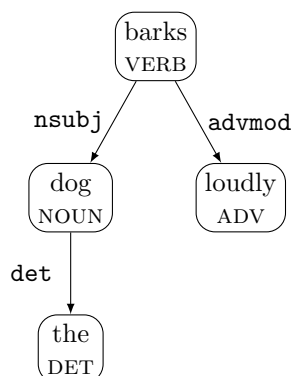 barks
VERB
nsubj
advmod
dog
NOUN
loudly
ADV
det
the
DET